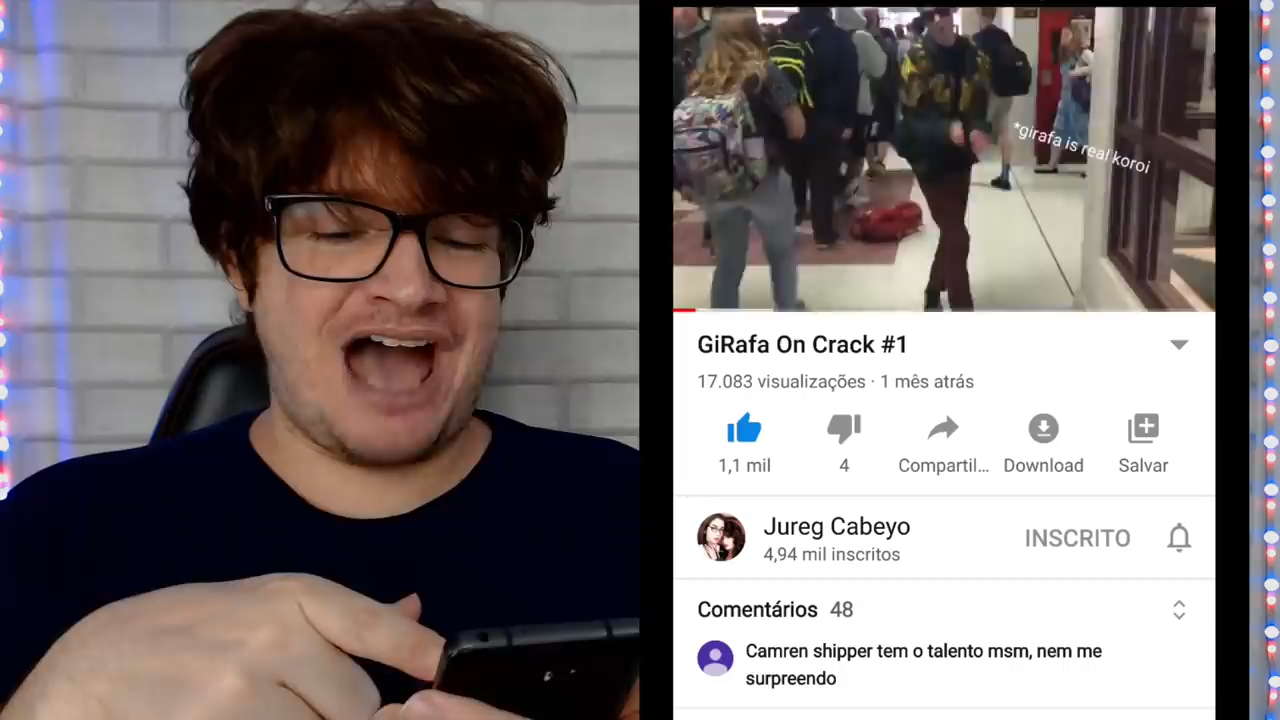 *girafa is real koroi
GiRafa On Crack #1
17.083 visualizações · 1 mês atrás
1,1 mil
4
Compartil...
Download
Salvar
Jureg Cabeyo
4,94 mil inscritos
INSCRITO
Comentários 48
Camren shipper tem o talento msm, nem me
surpreendo